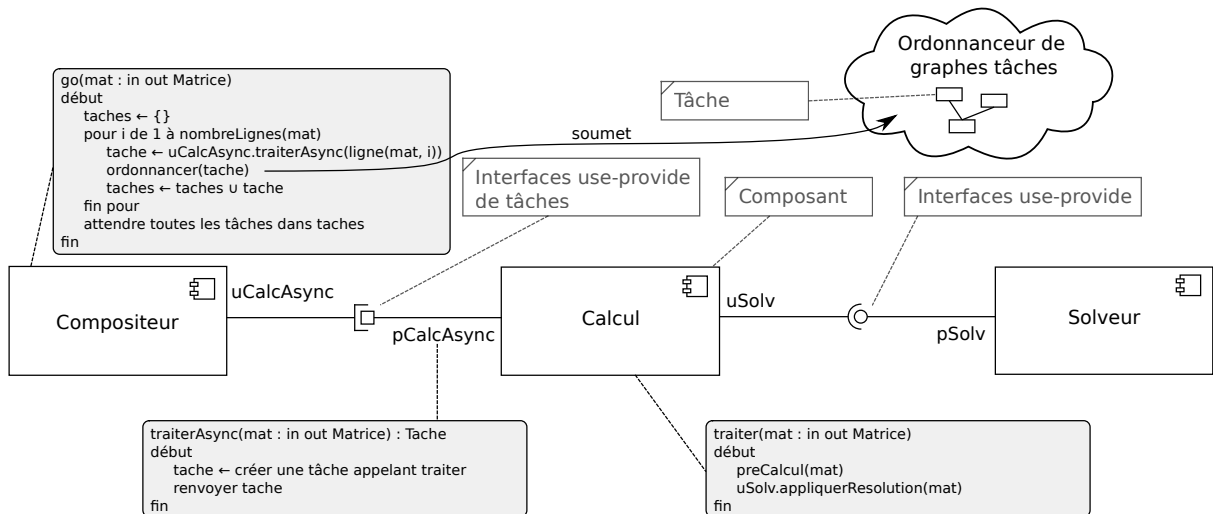 Ordonnanceur de
graphes tâches
go(mat : in out Matrice)
début
taches ← {}
pour i de 1 à nombreLignes(mat)
tache ← uCalcAsync.traiterAsync(ligne(mat, i))
ordonnancer(tache)
taches ← taches ∪ tache
fin pour
attendre toutes les tâches dans taches
fin
Tâche
soumet
Interfaces use-provide
de tâches
Composant
Interfaces use-provide
Compositeur
uCalcAsync
pCalcAsync
Calcul
uSolv
pSolv
Solveur
traiterAsync(mat : in out Matrice) : Tache
début
tache ← créer une tâche appelant traiter
renvoyer tache
fin
traiter(mat : in out Matrice)
début
preCalcul(mat)
uSolv.appliquerResolution(mat)
fin